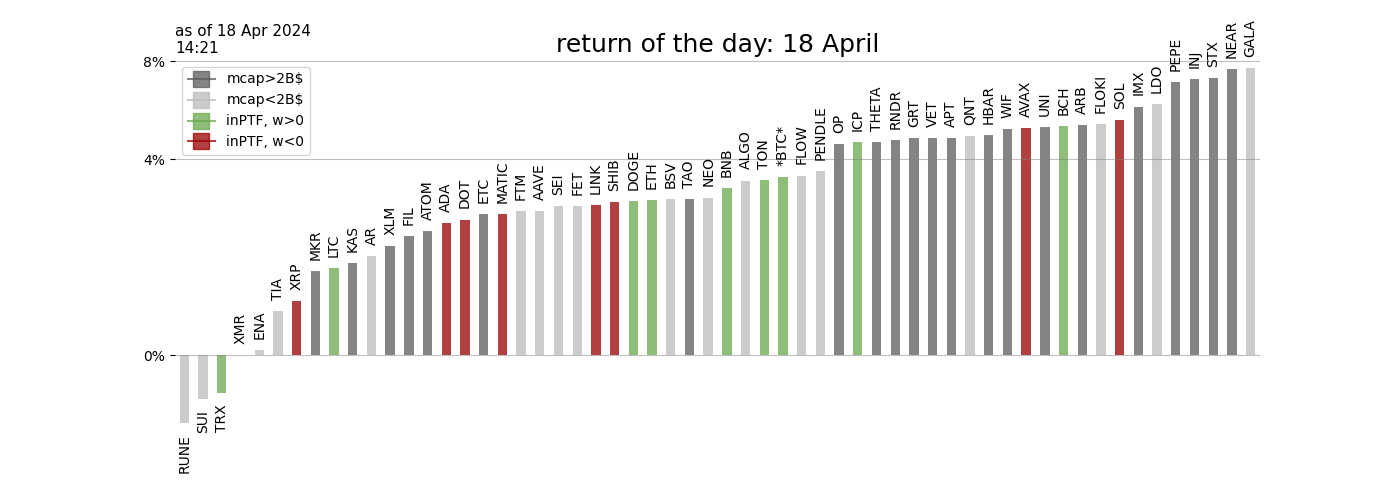 as of 18 Apr 2024
14:21
return of the day: 18 April
8%
4%
0%
mcap>2B$
mcap<2B$
inPTF, w>0
inPTF, w<0
RUNE
SUI
TRX
XMR
ENA
TIA
XRP
MKR
LTC
KAS
AR
XLM
FIL
ATOM
ADA
DOT
ETC
MATIC
FTM
AAVE
SEI
FET
LINK
SHIB
DOGE
ETH
BSV
TAO
NEO
BNB
ALGO
TON
*BTC*
FLOW
PENDLE
OP
ICP
THETA
RNDR
GRT
VET
APT
QNT
HBAR
WIF
AVAX
UNI
BCH
ARB
FLOKI
SOL
IMX
LDO
PEPE
INJ
STX
NEAR
GALA